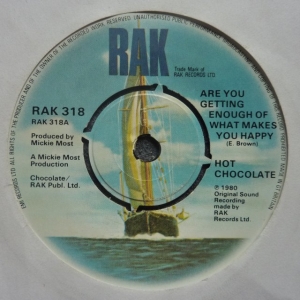 RAK
Trade Mark of
RAK RECORDS LTD
RAK 318
RAK 318A
Produced by
Mickie Most
A Mickie Most
Production
Chocolate/
RAK Publ. Ltd.
ARE YOU
GETTING
ENOUGH OF
WHAT MAKES
YOU HAPPY
(E. Brown)
HOT
CHOCOLATE
℗ 1980
Original Sound
Recording
made by
RAK
Records Ltd.